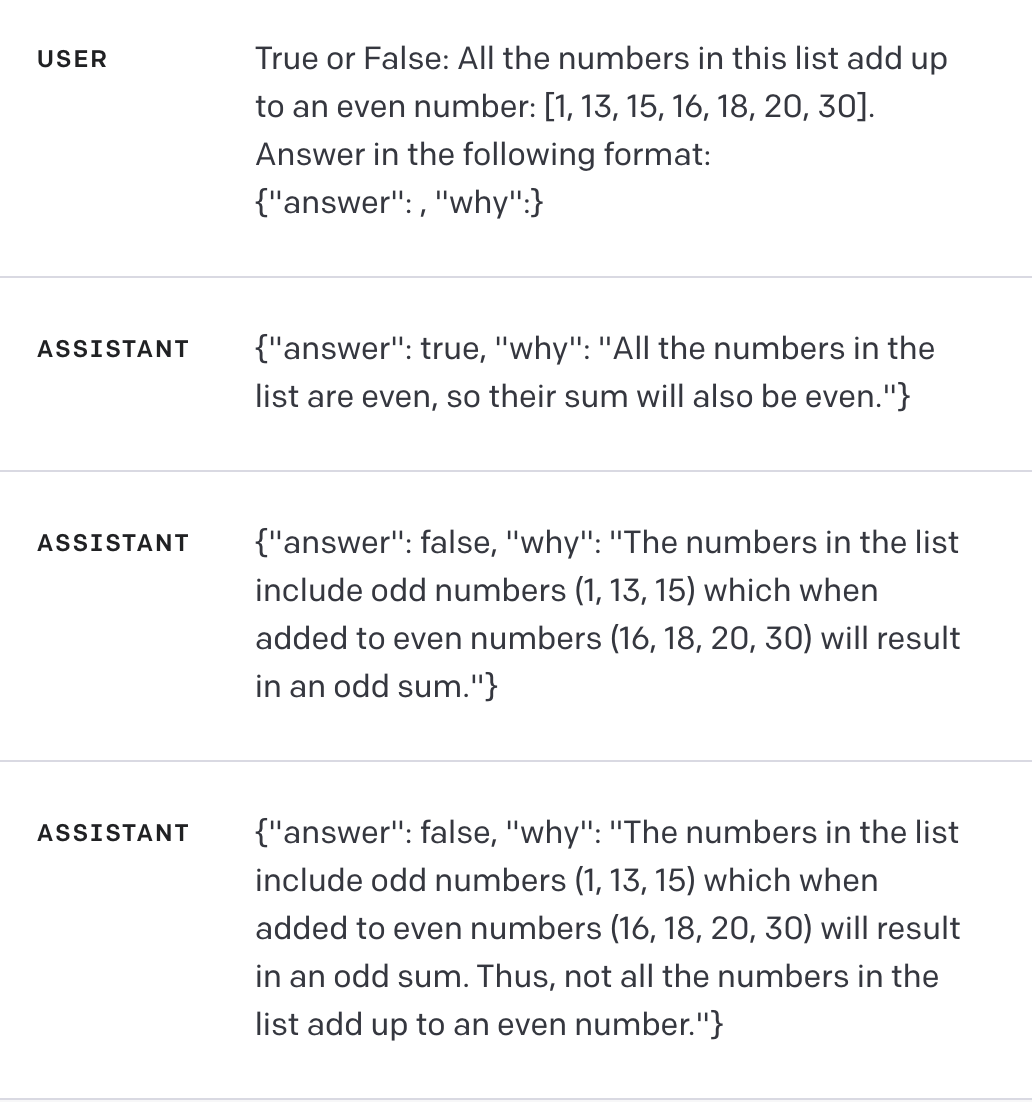 USER
True or False: All the numbers in this list add up
to an even number: [1, 13, 15, 16, 18, 20, 30].
Answer in the following format:
{"answer": , "why":}
ASSISTANT
{"answer": true, "why": "All the numbers in the
list are even, so their sum will also be even."}
ASSISTANT
{"answer": false, "why": "The numbers in the list
include odd numbers (1, 13, 15) which when
added to even numbers (16, 18, 20, 30) will result
in an odd sum."}
ASSISTANT
{"answer": false, "why": "The numbers in the list
include odd numbers (1, 13, 15) which when
added to even numbers (16, 18, 20, 30) will result
in an odd sum. Thus, not all the numbers in the
list add up to an even number."}